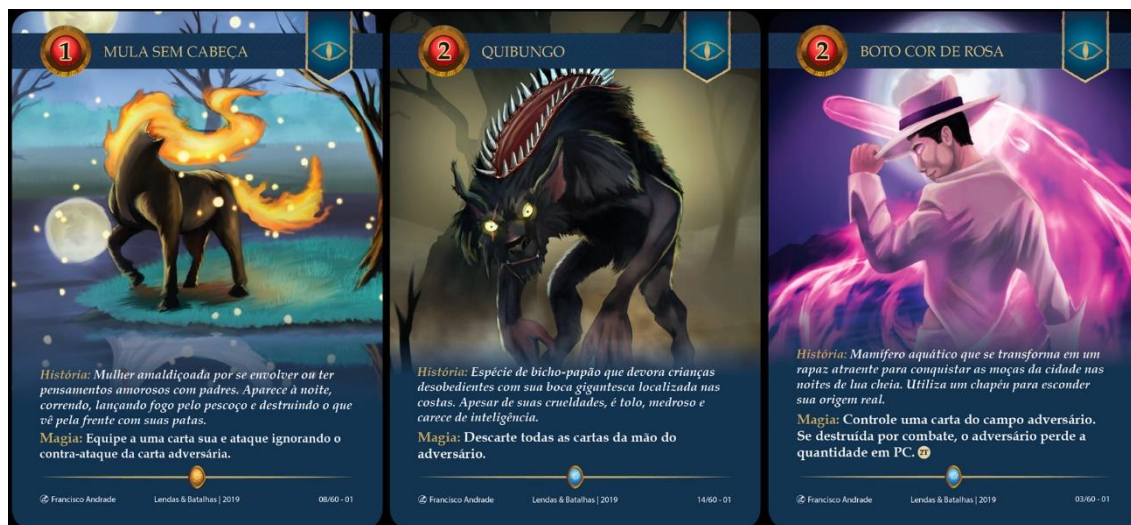 1
MULA SEM CABEÇA
História: Mulher amaldiçoada por se envolver ou ter
pensamentos amorosos com padres. Aparece à noite,
correndo, lançando fogo pelo pescoço e destruindo o que
vê pela frente com suas patas.
Magia: Equipe a uma carta sua e ataque ignorando o
contra-ataque da carta adversária.
Francisco Andrade
Lendas & Batalhas | 2019
08/60 - 01
2
QUIBUNGO
História: Espécie de bicho-papão que devora crianças
desobedientes com sua boca gigantesca localizada nas
costas. Apesar de suas crueldades, é tolo, medroso e
carece de inteligência.
Magia: Descarte todas as cartas da mão do
adversário.
Francisco Andrade
Lendas & Batalhas | 2019
14/60 - 01
2
BOTO COR DE ROSA
História: Mamífero aquático que se transforma em um
rapaz atraente para conquistar as moças da cidade nas
noites de lua cheia. Utiliza um chapéu para esconder
sua origem real.
Magia: Controle uma carta do campo adversário.
Se destruída por combate, o adversário perde a
quantidade em PC. 2T
Francisco Andrade
Lendas & Batalhas | 2019
03/60 - 01